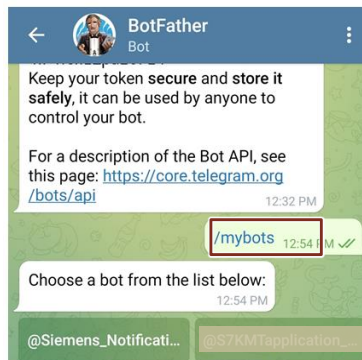 BotFather
Bot
Keep your token secure and store it
safely, it can be used by anyone to
control your bot.
For a description of the Bot API, see
this page: https://core.telegram.org
/bots/api
12:32 PM
/mybots 12:54 PM
Choose a bot from the list below:
12:54 PM
@Siemens_Notificati... @S7KMTapplication_...